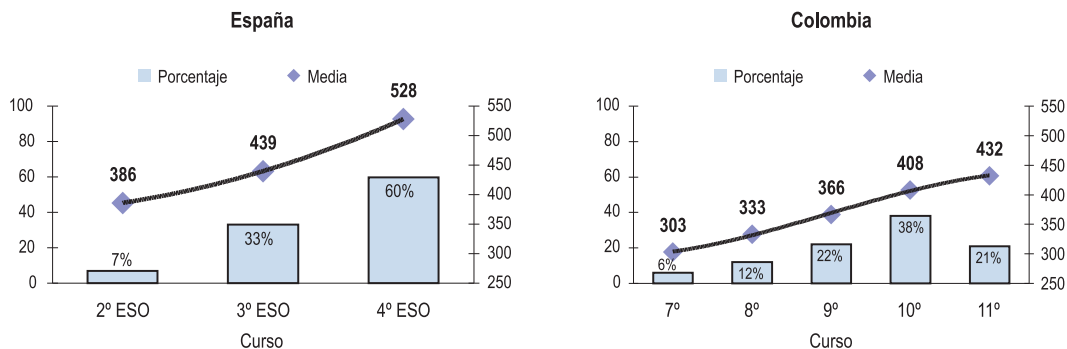 España
Porcentaje Media
100 550
80 500
60 450
40 400
20 350
0 300
250
386 439 528
7% 33% 60%
2º ESO 3º ESO 4º ESO
Curso
Colombia
Porcentaje Media
100 550
80 500
60 450
40 400
20 350
0 300
250
303 333 366 408 432
6% 12% 22% 38% 21%
7º 8º 9º 10º 11º
Curso